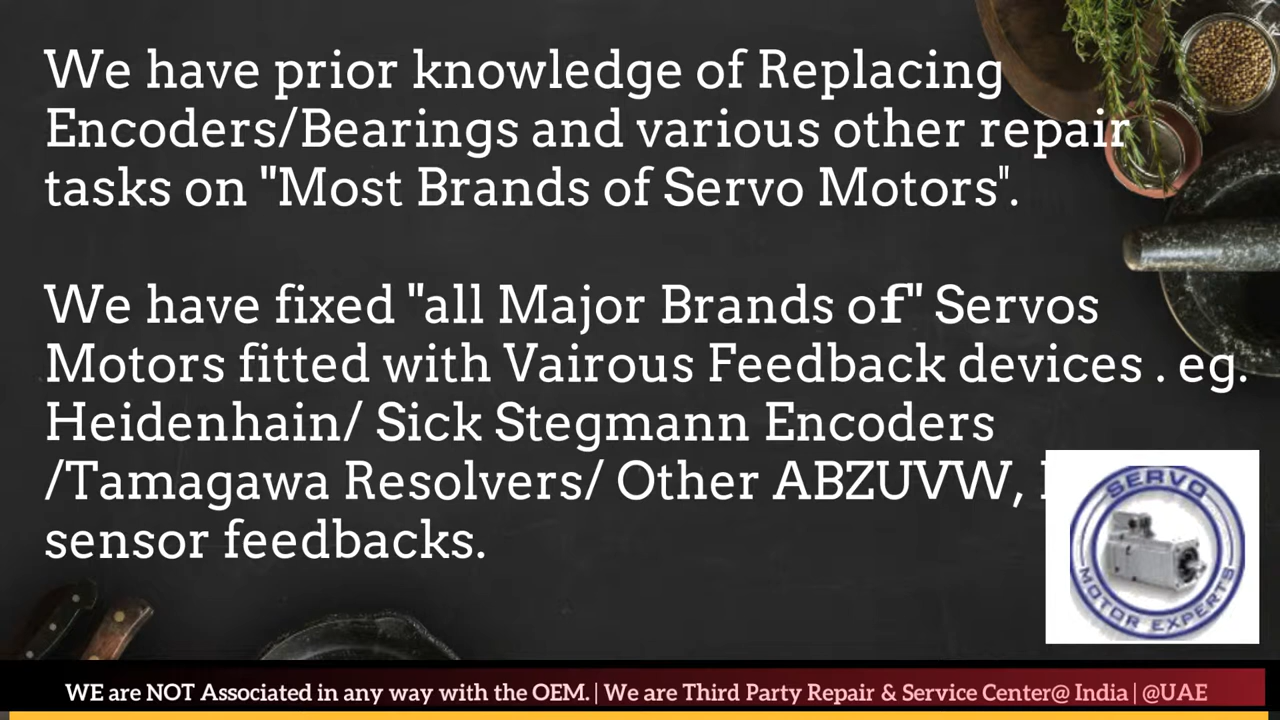 We have prior knowledge of Replacing
Encoders/Bearings and various other repair
tasks on "Most Brands of Servo Motors".
We have fixed "all Major Brands of" Servos
Motors fitted with Vairous Feedback devices . eg.
Heidenhain/ Sick Stegmann Encoders
/Tamagawa Resolvers/ Other ABZUVW,
sensor feedbacks.
SERVO
MOTOR EXPERTS
WE are NOT Associated in any way with the OEM. | We are Third Party Repair & Service Center@ India | @UAE